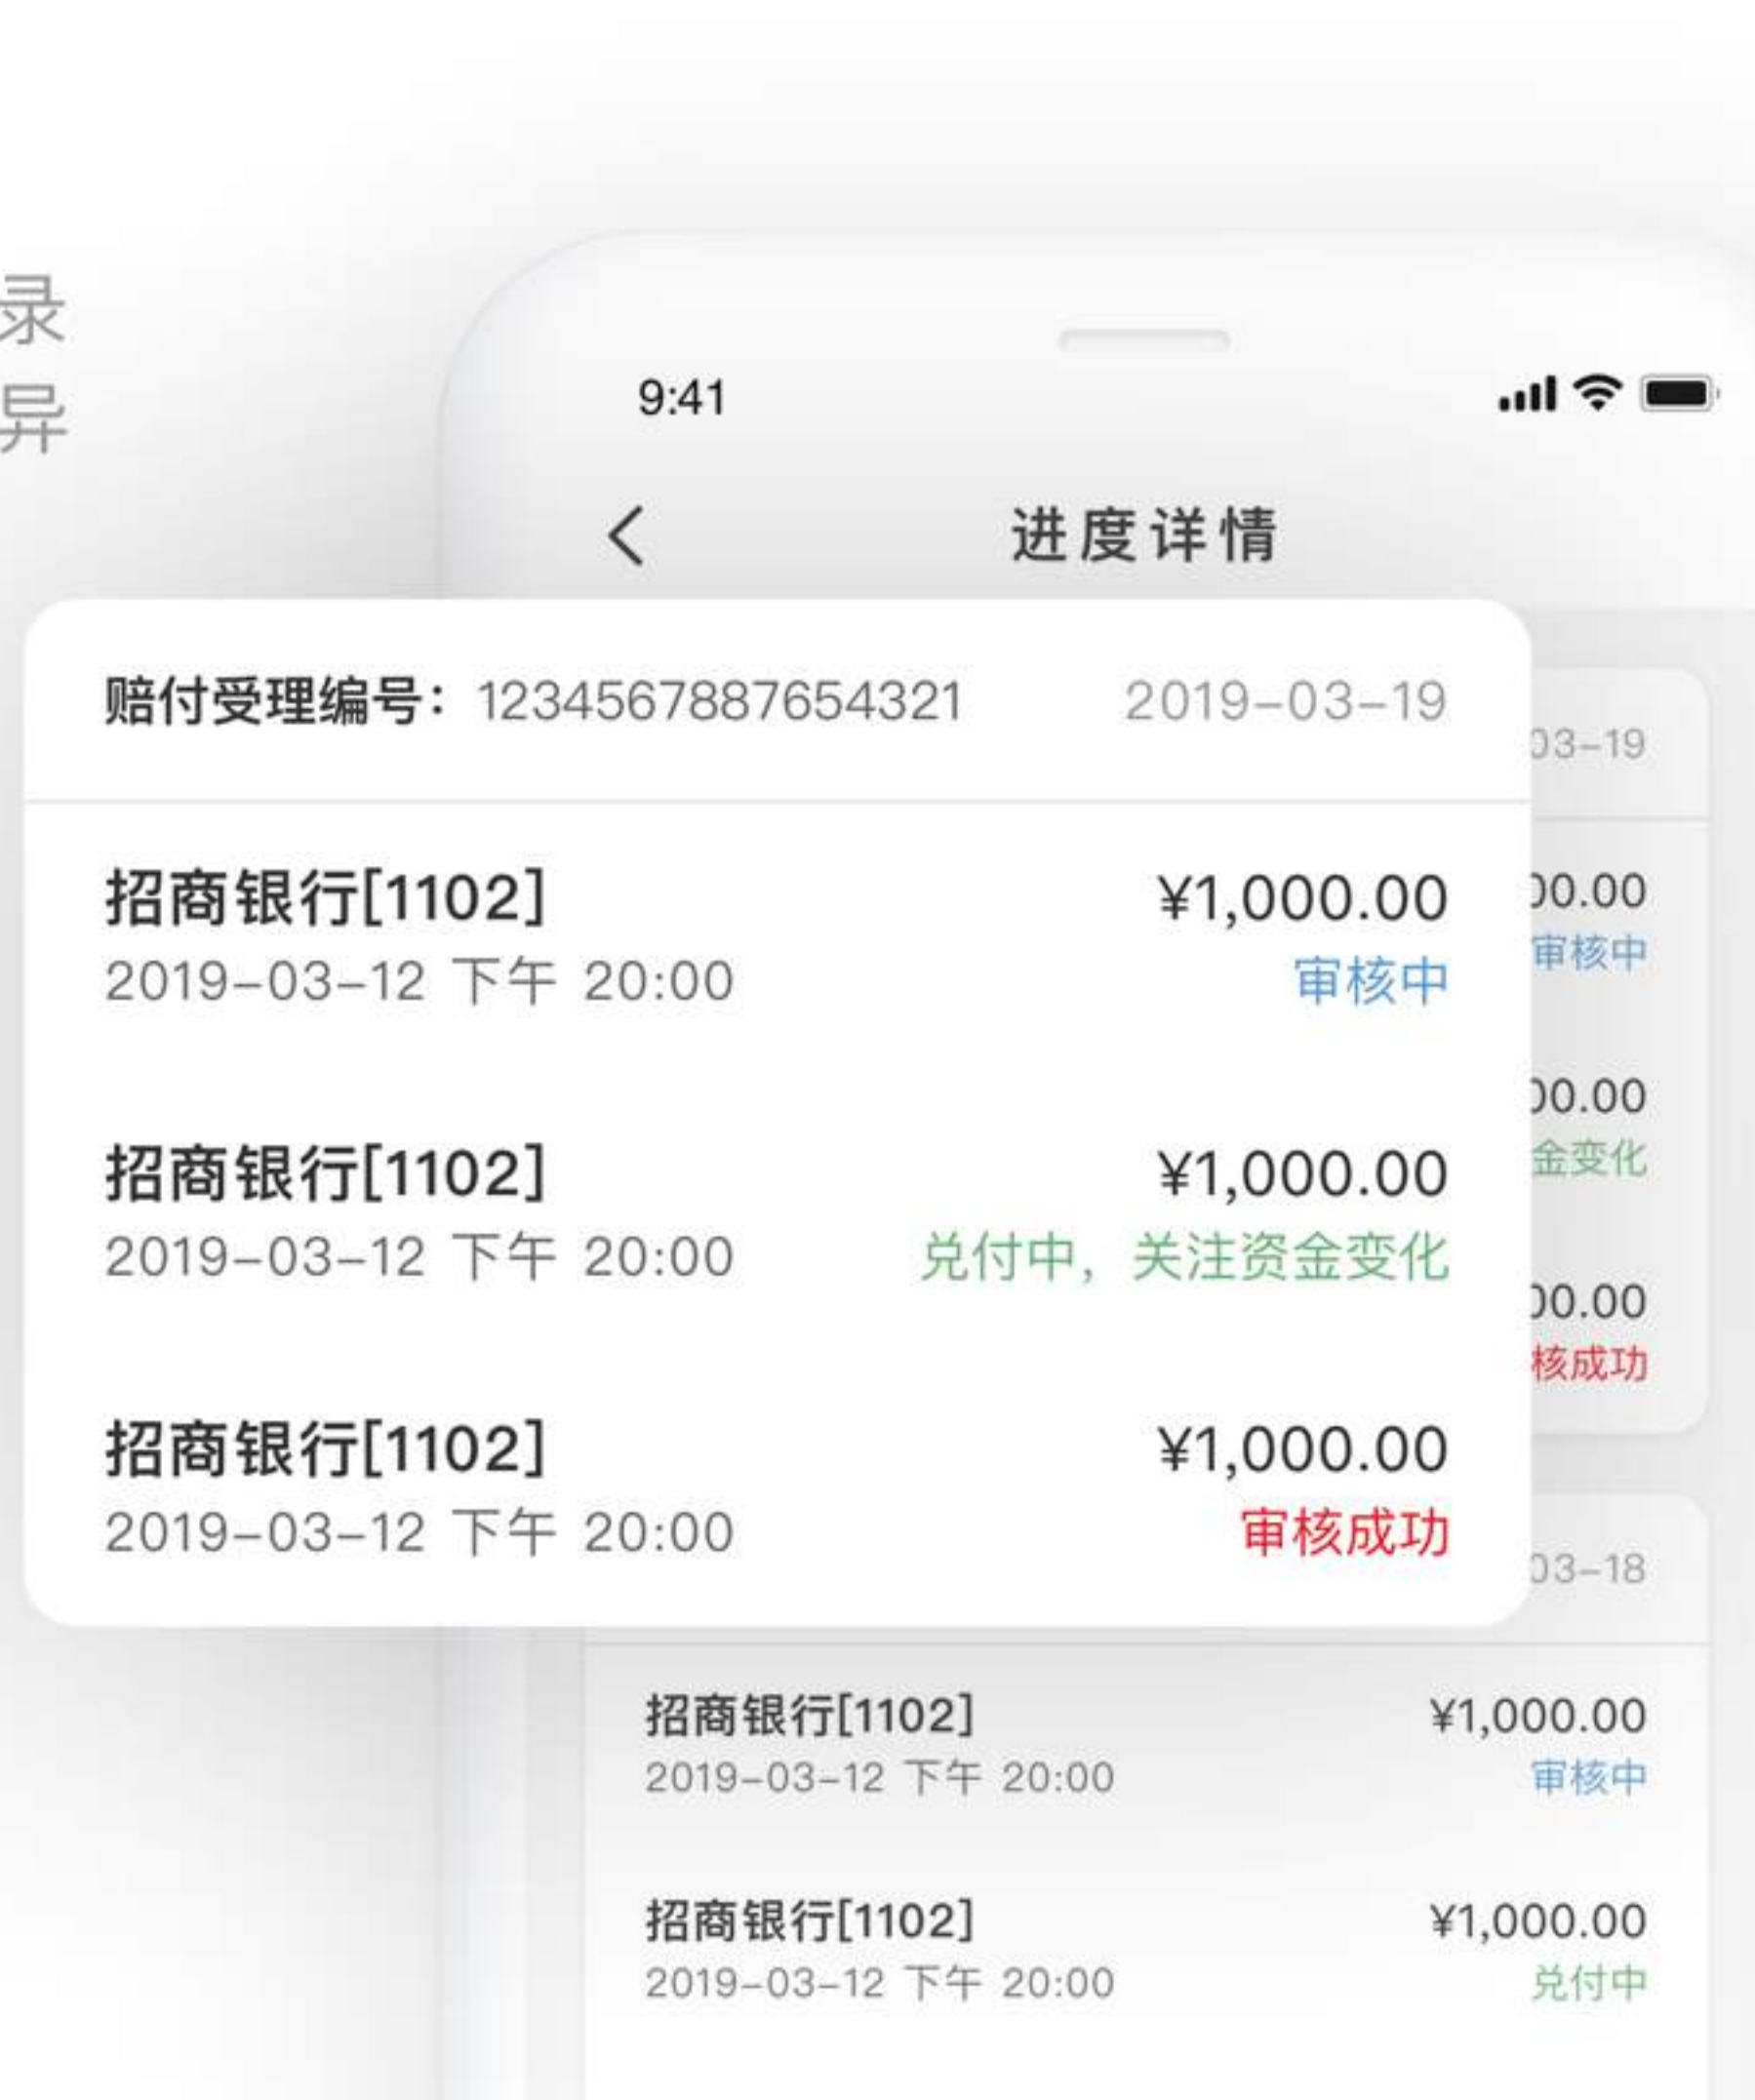 录
异
9:41
进度详情
赔付受理编号：1234567887654321 2019-03-19
招商银行[1102] ¥1,000.00
2019-03-12 下午 20:00 审核中
招商银行[1102] ¥1,000.00
2019-03-12 下午 20:00 兑付中，关注资金变化
招商银行[1102] ¥1,000.00
2019-03-12 下午 20:00 审核成功
03-19
00.00
审核中
00.00
金变化
00.00
核成功
03-18
招商银行[1102] ¥1,000.00
2019-03-12 下午 20:00 审核中
招商银行[1102] ¥1,000.00
2019-03-12 下午 20:00 兑付中